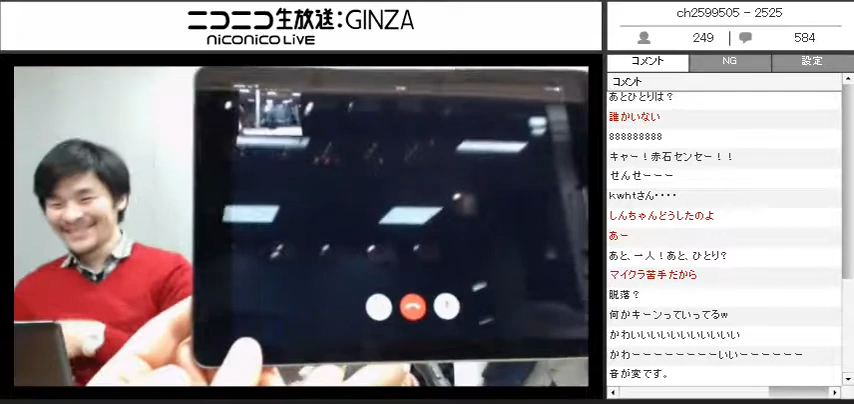 ニコニコ生放送:GINZA
niconico Live
ch2599505 - 2525
249 | 584
コメント NG 設定
コメント
あとひとりは?
誰かいない
888888888
キャー!赤石センセー!!
せんせーーー
kwhtさん・・・・
しんちゃんどうしたのよ
あー
あと、一人!あと、ひとり?
マイクラ苦手だから
脱落?
何かキーンっていってるw
かわいいいいいいいいいいい
かわーーーーーーーーいいーーーーーー
音が変です。